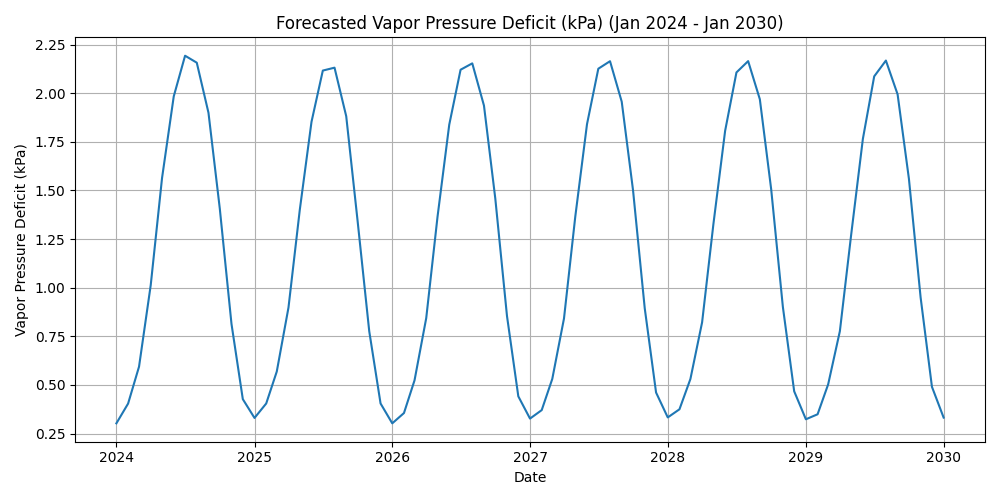 Forecasted Vapor Pressure Deficit (kPa) (Jan 2024 - Jan 2030)
Vapor Pressure Deficit (kPa)
2.25
2.00
1.75
1.50
1.25
1.00
0.75
0.50
0.25
2024 2025 2026 2027 2028 2029 2030
Date